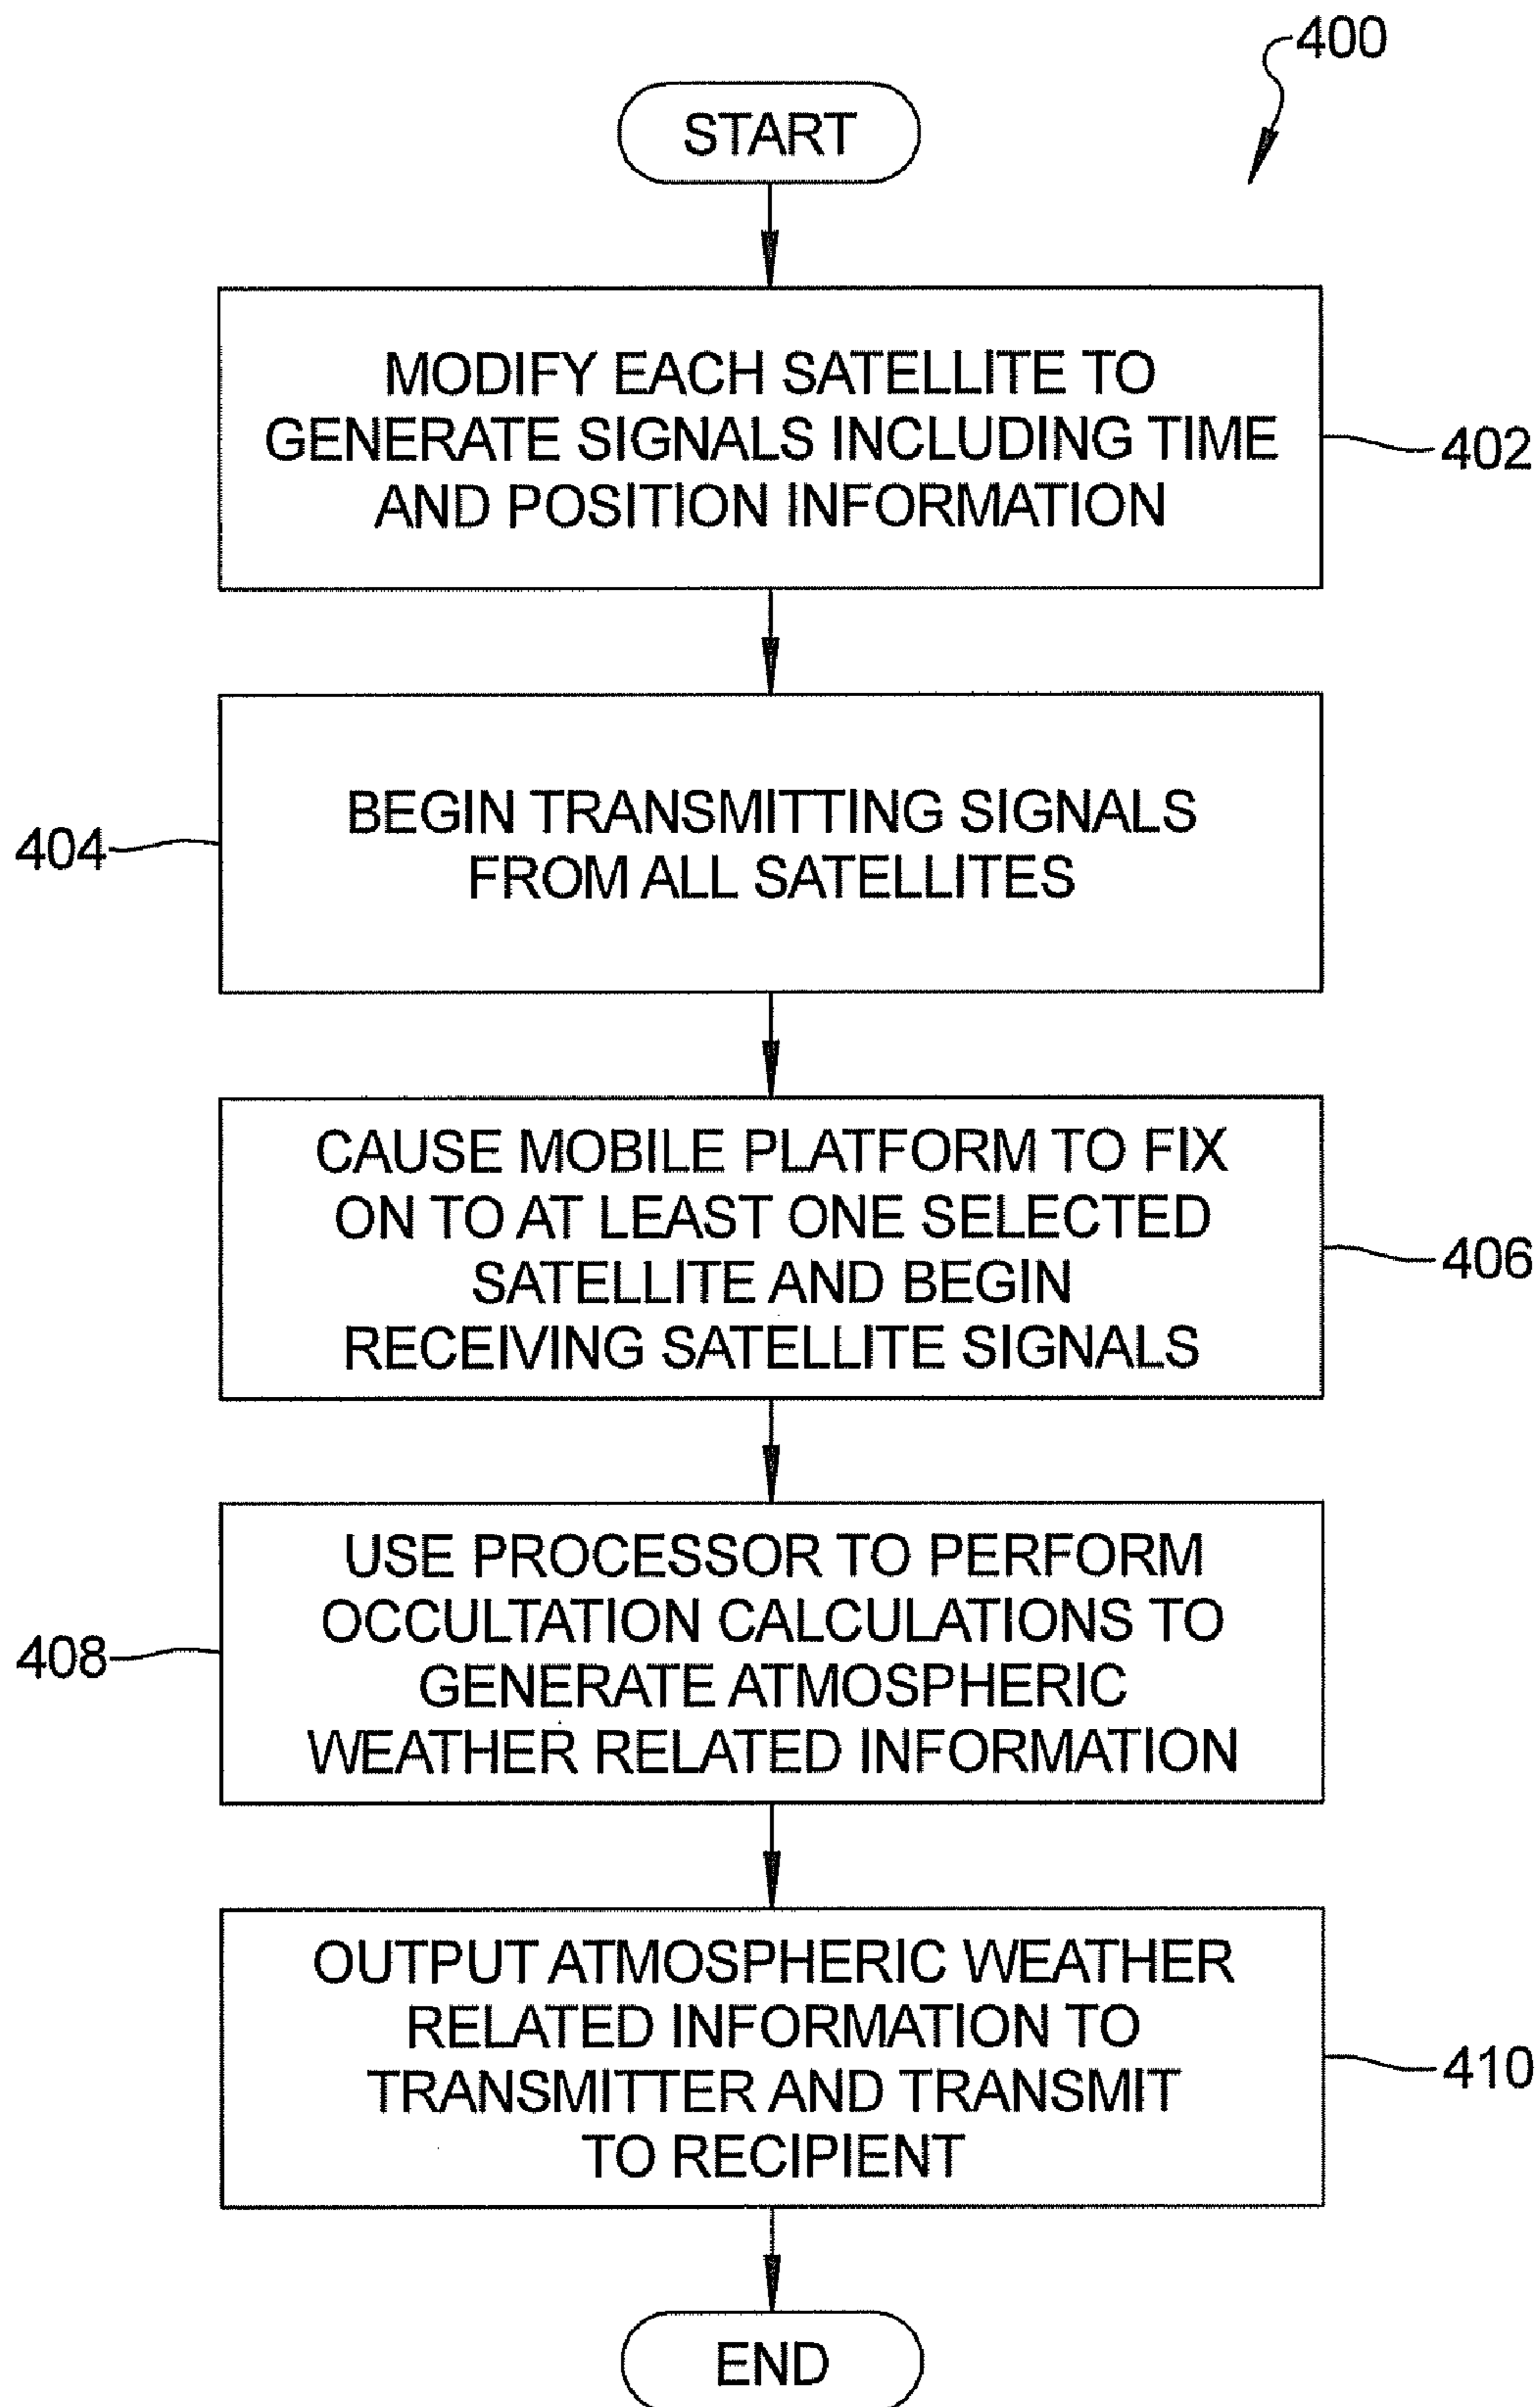 400
START
MODIFY EACH SATELLITE TO
GENERATE SIGNALS INCLUDING TIME
AND POSITION INFORMATION
402
BEGIN TRANSMITTING SIGNALS
FROM ALL SATELLITES
404
CAUSE MOBILE PLATFORM TO FIX
ON TO AT LEAST ONE SELECTED
SATELLITE AND BEGIN
RECEIVING SATELLITE SIGNALS
406
USE PROCESSOR TO PERFORM
OCCULTATION CALCULATIONS TO
GENERATE ATMOSPHERIC
WEATHER RELATED INFORMATION
408
OUTPUT ATMOSPHERIC WEATHER
RELATED INFORMATION TO
TRANSMITTER AND TRANSMIT
TO RECIPIENT
410
END